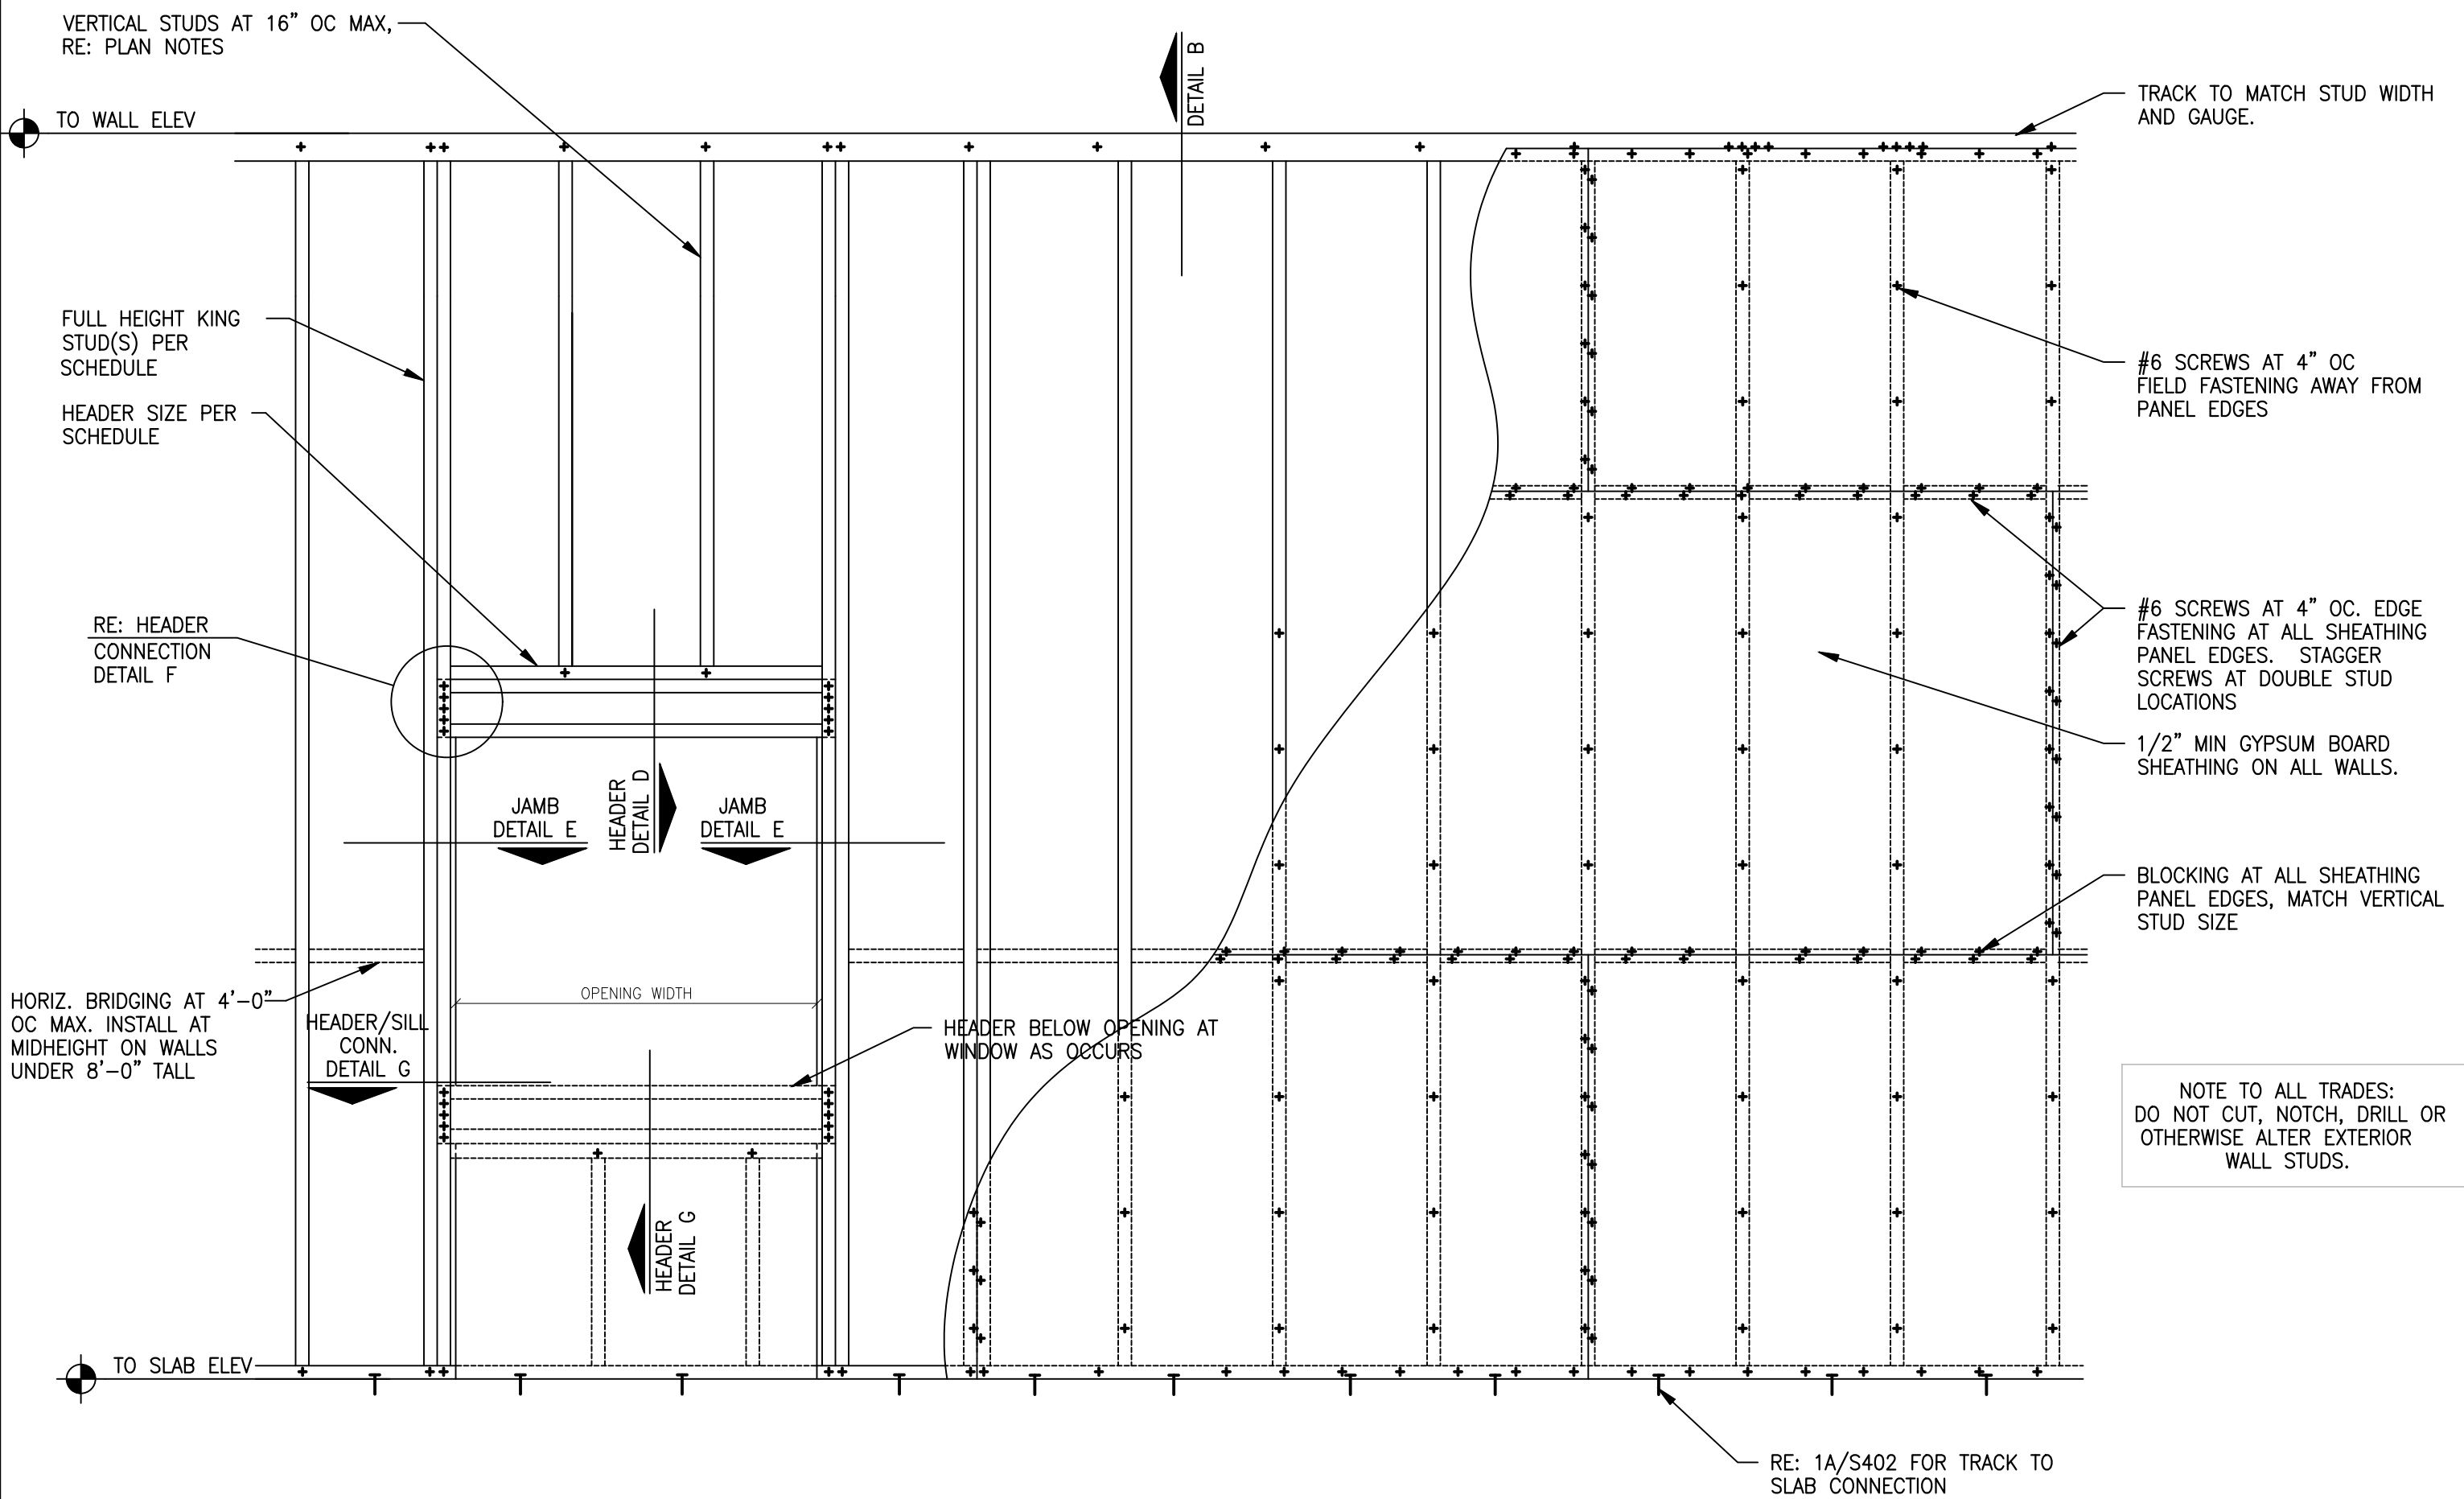 VERTICAL STUDS AT 16" OC MAX,
RE: PLAN NOTES
DETAIL B
TO WALL ELEV
TRACK TO MATCH STUD WIDTH
AND GAUGE.
FULL HEIGHT KING
STUD(S) PER
SCHEDULE
HEADER SIZE PER
SCHEDULE
#6 SCREWS AT 4" OC
FIELD FASTENING AWAY FROM
PANEL EDGES
RE: HEADER
CONNECTION
DETAIL F
#6 SCREWS AT 4" OC. EDGE
FASTENING AT ALL SHEATHING
PANEL EDGES. STAGGER
SCREWS AT DOUBLE STUD
LOCATIONS
1/2" MIN GYPSUM BOARD
SHEATHING ON ALL WALLS.
JAMB
DETAIL E
HEADER
DETAIL D
JAMB
DETAIL E
BLOCKING AT ALL SHEATHING
PANEL EDGES, MATCH VERTICAL
STUD SIZE
HORIZ. BRIDGING AT 4'-0"
OC MAX. INSTALL AT
MIDHEIGHT ON WALLS
UNDER 8'-0" TALL
OPENING WIDTH
HEADER/SILL
CONN.
DETAIL G
HEADER BELOW OPENING AT
WINDOW AS OCCURS
NOTE TO ALL TRADES:
DO NOT CUT, NOTCH, DRILL OR
OTHERWISE ALTER EXTERIOR
WALL STUDS.
HEADER
DETAIL G
TO SLAB ELEV
RE: 1A/S402 FOR TRACK TO
SLAB CONNECTION